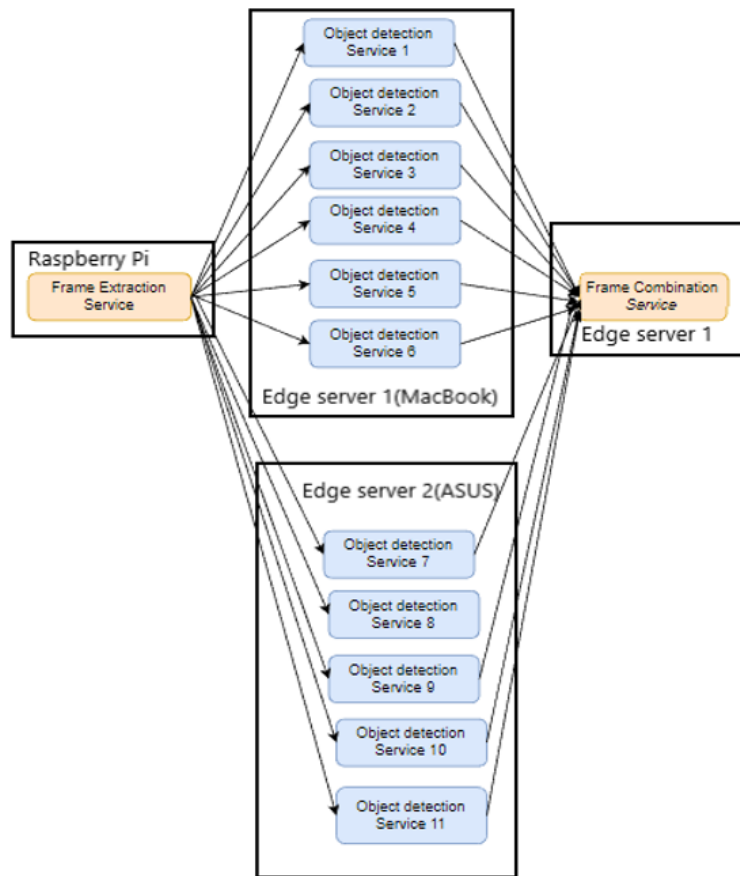 Object detection
Service 1
Object detection
Service 2
Object detection
Service 3
Object detection
Service 4
Raspberry Pi
Frame Extraction
Service
Object detection
Service 5
Frame Combination
Service
Object detection
Service 6
Edge server 1
Edge server 1(MacBook)
Edge server 2(ASUS)
Object detection
Service 7
Object detection
Service 8
Object detection
Service 9
Object detection
Service 10
Object detection
Service 11